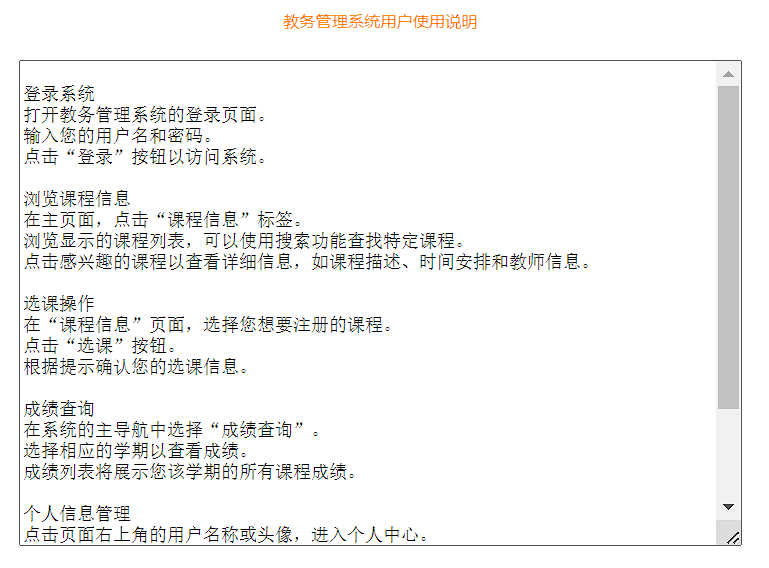 教务管理系统用户使用说明
登录系统
打开教务管理系统的登录页面。
输入您的用户名和密码。
点击“登录”按钮以访问系统。
浏览课程信息
在主页面，点击“课程信息”标签。
浏览显示的课程列表，可以使用搜索功能查找特定课程。
点击感兴趣的课程以查看详细信息，如课程描述、时间安排和教师信息。
选课操作
在“课程信息”页面，选择您想要注册的课程。
点击“选课”按钮。
根据提示确认您的选课信息。
成绩查询
在系统的主导航中选择“成绩查询”。
选择相应的学期以查看成绩。
成绩列表将展示您该学期的所有课程成绩。
个人信息管理
点击页面右上角的用户名称或头像，进入个人中心。